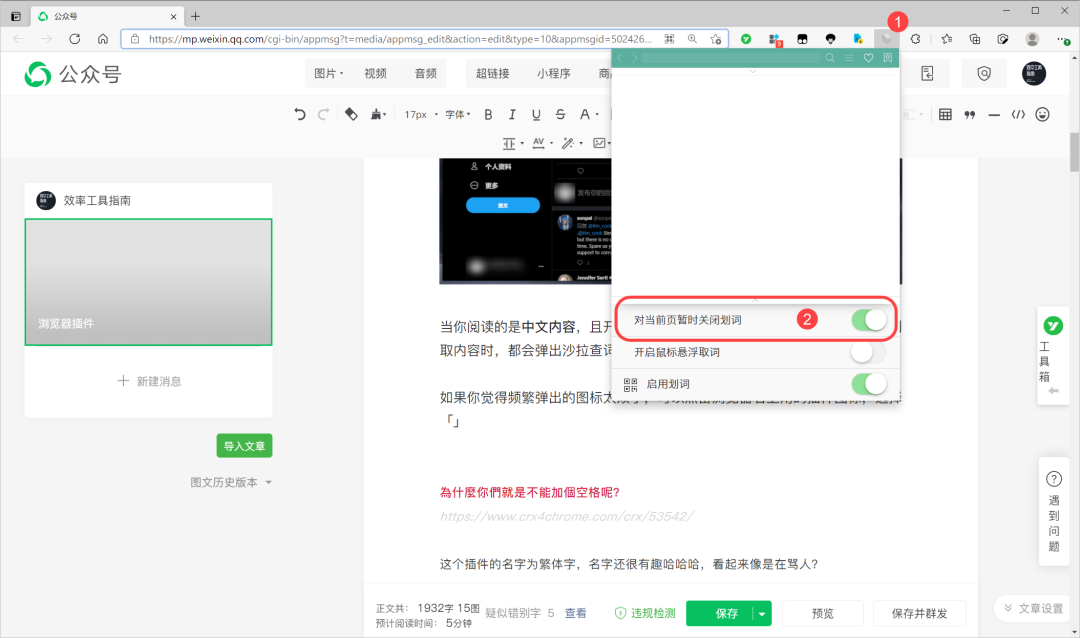 公众号
https://mp.weixin.qq.com/cgi-bin/appmsg?t=media/appmsg_edit&action=edit&type=10&appmsgid=502426...
9
1
公众号
图片
视频
音频
超链接
小程序
17px
字体
B
I
U
S
A
AV
效率工具指南
浏览器插件
新建消息
导入文章
图文历史版本
个人资料
更多
推文
Jennifer Serti
对当前页暂时关闭划词
2
开启鼠标悬浮取词
启用划词
当你阅读的是中文内容，且开
取内容时，都会弹出沙拉查词
如果你觉得频繁弹出的图标
「」
為什麼你們就是不能加個空格呢?
https://www.crx4chrome.com/crx/53542/
这个插件的名字为繁体字，名字还很有趣哈哈哈，看起来像是在骂人?
工具箱
遇到问题
正文共： 1932字 15图
预计阅读时间： 5分钟
疑似错别字 5 查看
违规检测
保存
预览
保存并群发
文章设置